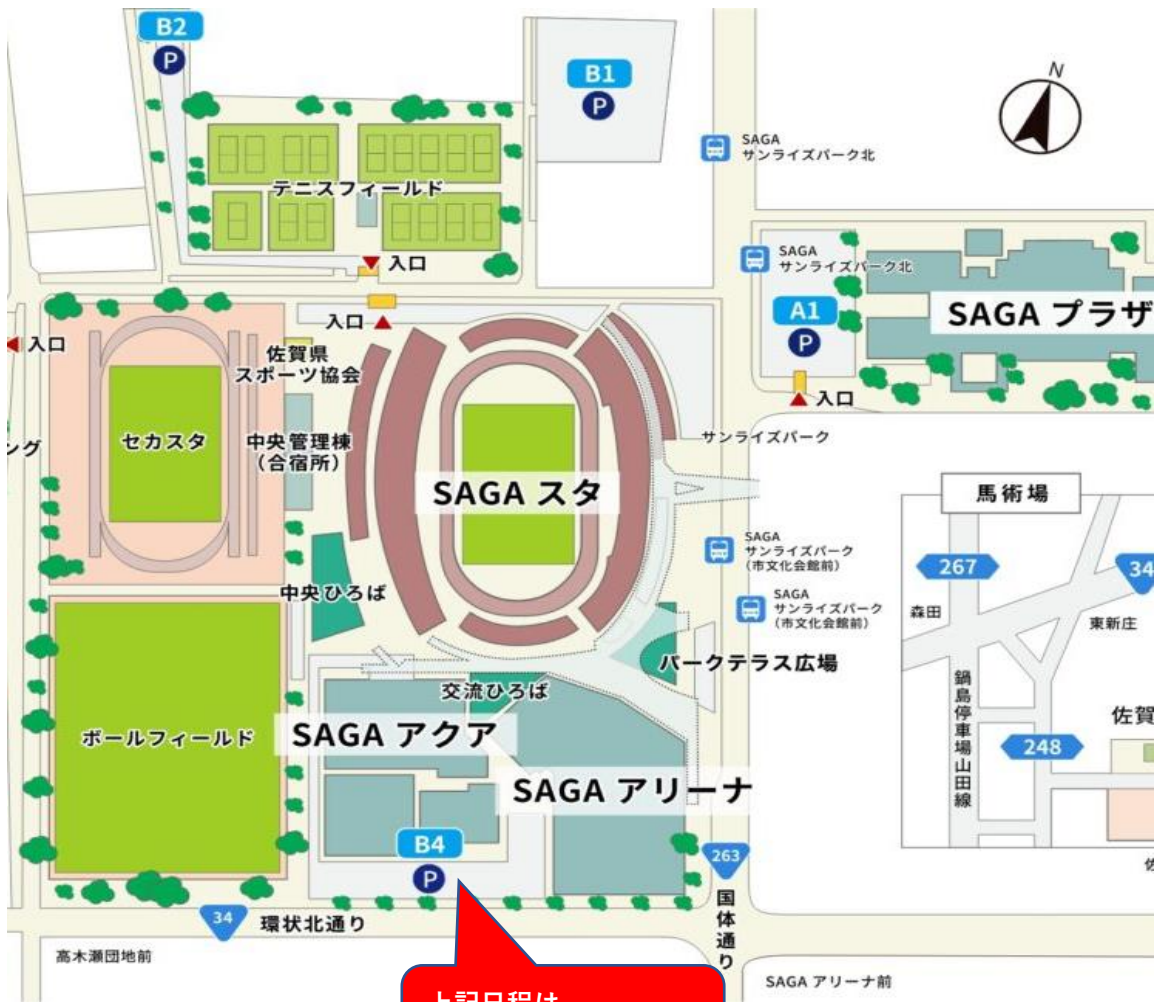 B2
P
B1
P
N
SAGA
サンライズパーク北
テニスフィールド
SAGA
サンライズパーク北
入口
A1
P
SAGA プラザ
入口
入口
佐賀県
スポーツ協会
入口
セカスタ
中央管理棟
(合宿所)
ング
サンライズパーク
SAGA スタ
馬術場
SAGA
サンライズパーク
(市文化会館前)
267
34
中央ひろば
SAGA
サンライズパーク
(市文化会館前)
森田
東新庄
パークテラス広場
交流ひろば
鍋島停車場山田線
佐賀
ボールフィールド
SAGA アクア
248
SAGA アリーナ
B4
P
263
34
環状北通り
国体通り
高木瀬団地前
SAGA アリーナ前
上記日程は